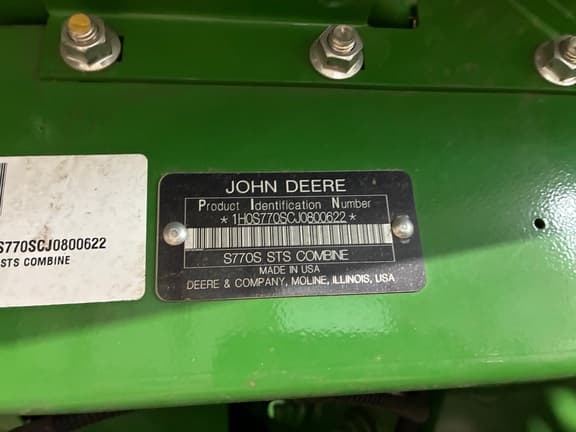 JOHN DEERE
Product Identification Number
*1H0S770SCJ0800622*
S770S STS COMBINE
MADE IN USA
DEERE & COMPANY, MOLINE, ILLINOIS, USA
S770SCJ0800622
STS COMBINE